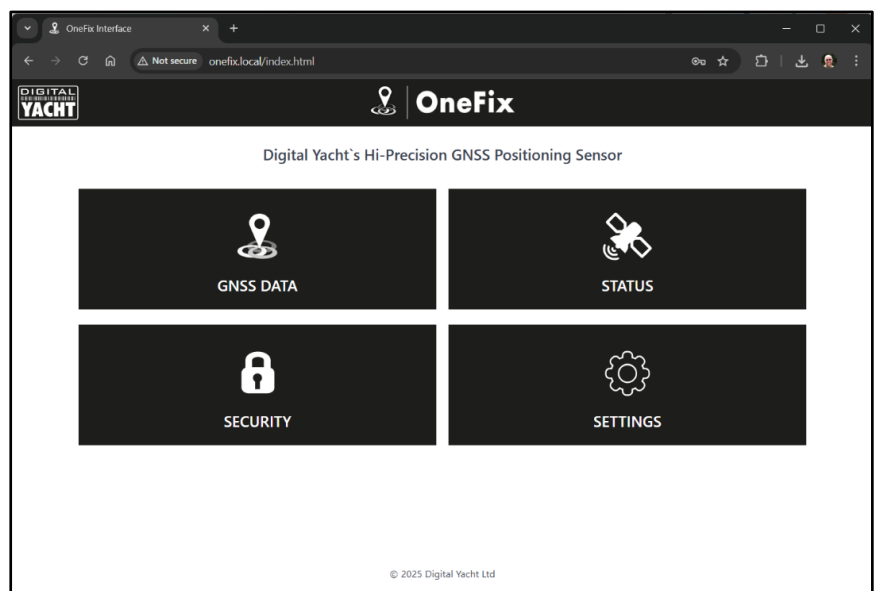 OneFix Interface
Not secure onefix.local/index.html
DIGITAL
YACHT
OneFix
Digital Yacht`s Hi-Precision GNSS Positioning Sensor
GNSS DATA
STATUS
SECURITY
SETTINGS
© 2025 Digital Yacht Ltd